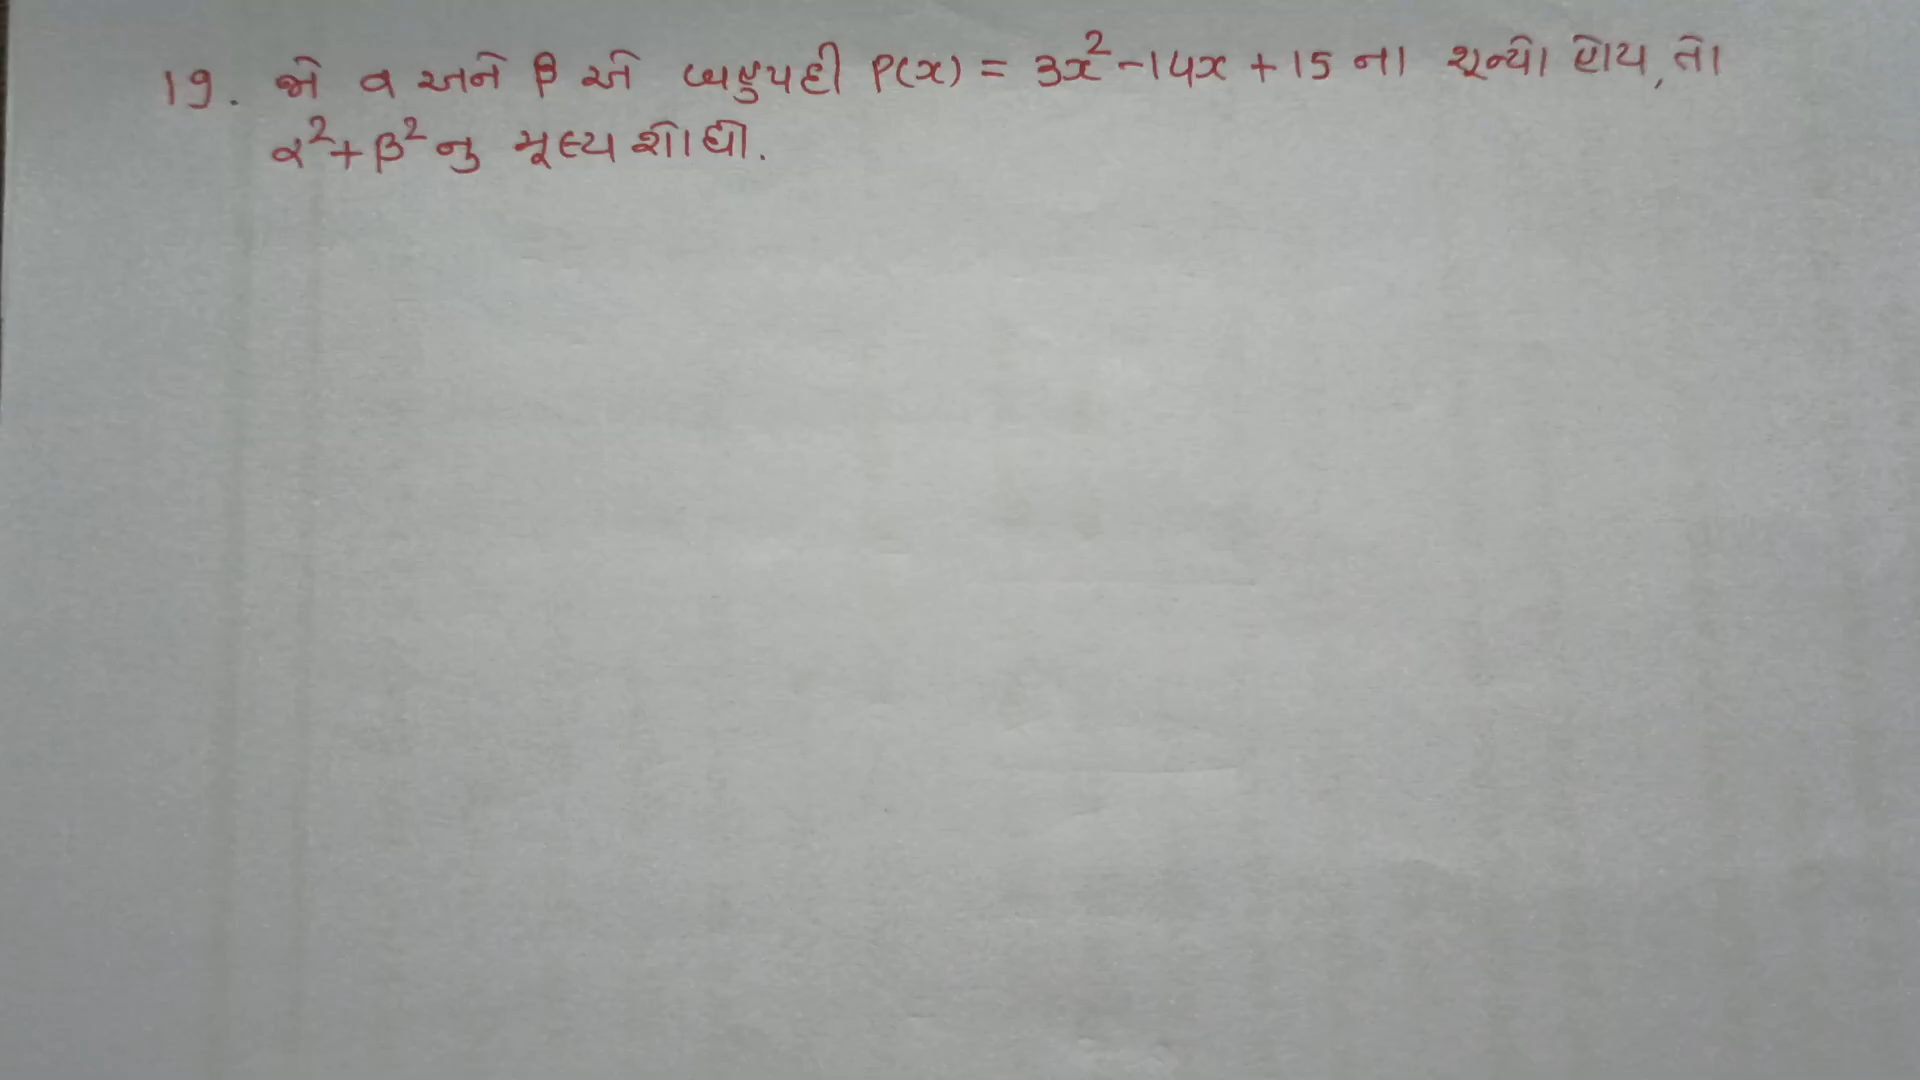 19. જો α અને β એ બહુપદી P(x) = 3x² - 14x + 15 ના શૂન્યો હોય, તો
α² + β² નુ મૂલ્ય શોધો.